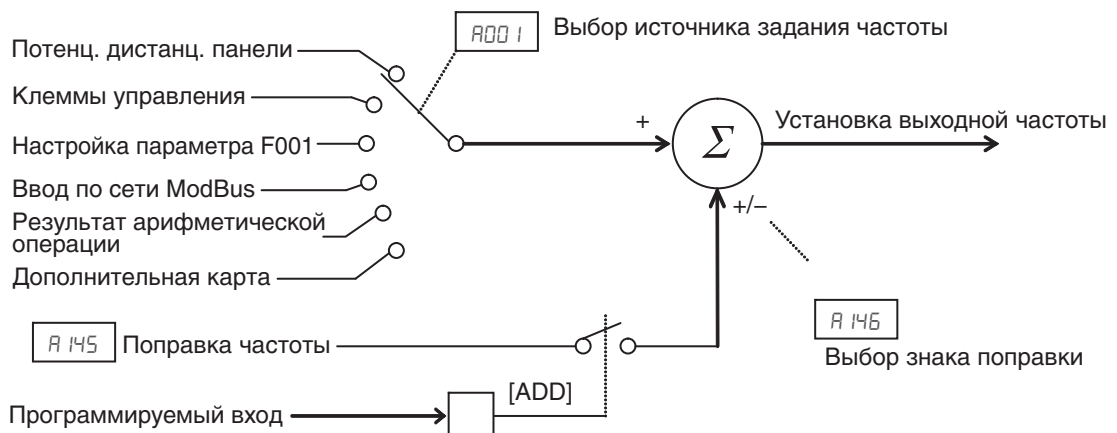 A001
Выбор источника задания частоты
Потенц. дистанц. панели
Клеммы управления
Настройка параметра F001
Ввод по сети ModBus
Результат арифметической
операции
Дополнительная карта
+
Σ
Установка выходной частоты
+/–
A145
Поправка частоты
A146
Выбор знака поправки
[ADD]
Программируемый вход